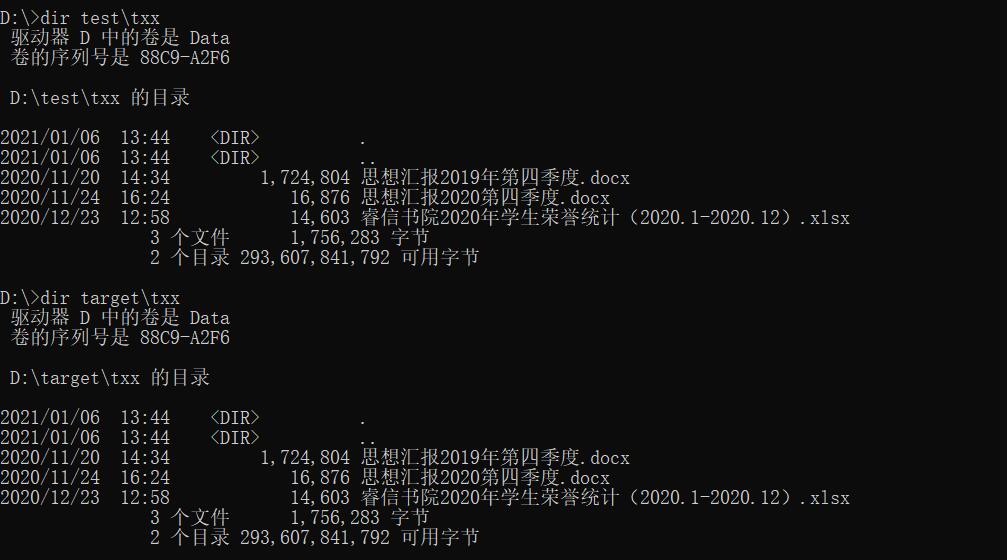 D:\>dir test\txx
驱动器 D 中的卷是 Data
卷的序列号是 88C9-A2F6
D:\test\txx 的目录
2021/01/06  13:44    <DIR>          .
2021/01/06  13:44    <DIR>          ..
2020/11/20  14:34         1,724,804 思想汇报2019年第四季度.docx
2020/11/24  16:24            16,876 思想汇报2020第四季度.docx
2020/12/23  12:58            14,603 睿信书院2020年学生荣誉统计（2020.1-2020.12）.xlsx
3 个文件      1,756,283 字节
2 个目录 293,607,841,792 可用字节
D:\>dir target\txx
驱动器 D 中的卷是 Data
卷的序列号是 88C9-A2F6
D:\target\txx 的目录
2021/01/06  13:44    <DIR>          .
2021/01/06  13:44    <DIR>          ..
2020/11/20  14:34         1,724,804 思想汇报2019年第四季度.docx
2020/11/24  16:24            16,876 思想汇报2020第四季度.docx
2020/12/23  12:58            14,603 睿信书院2020年学生荣誉统计（2020.1-2020.12）.xlsx
3 个文件      1,756,283 字节
2 个目录 293,607,841,792 可用字节